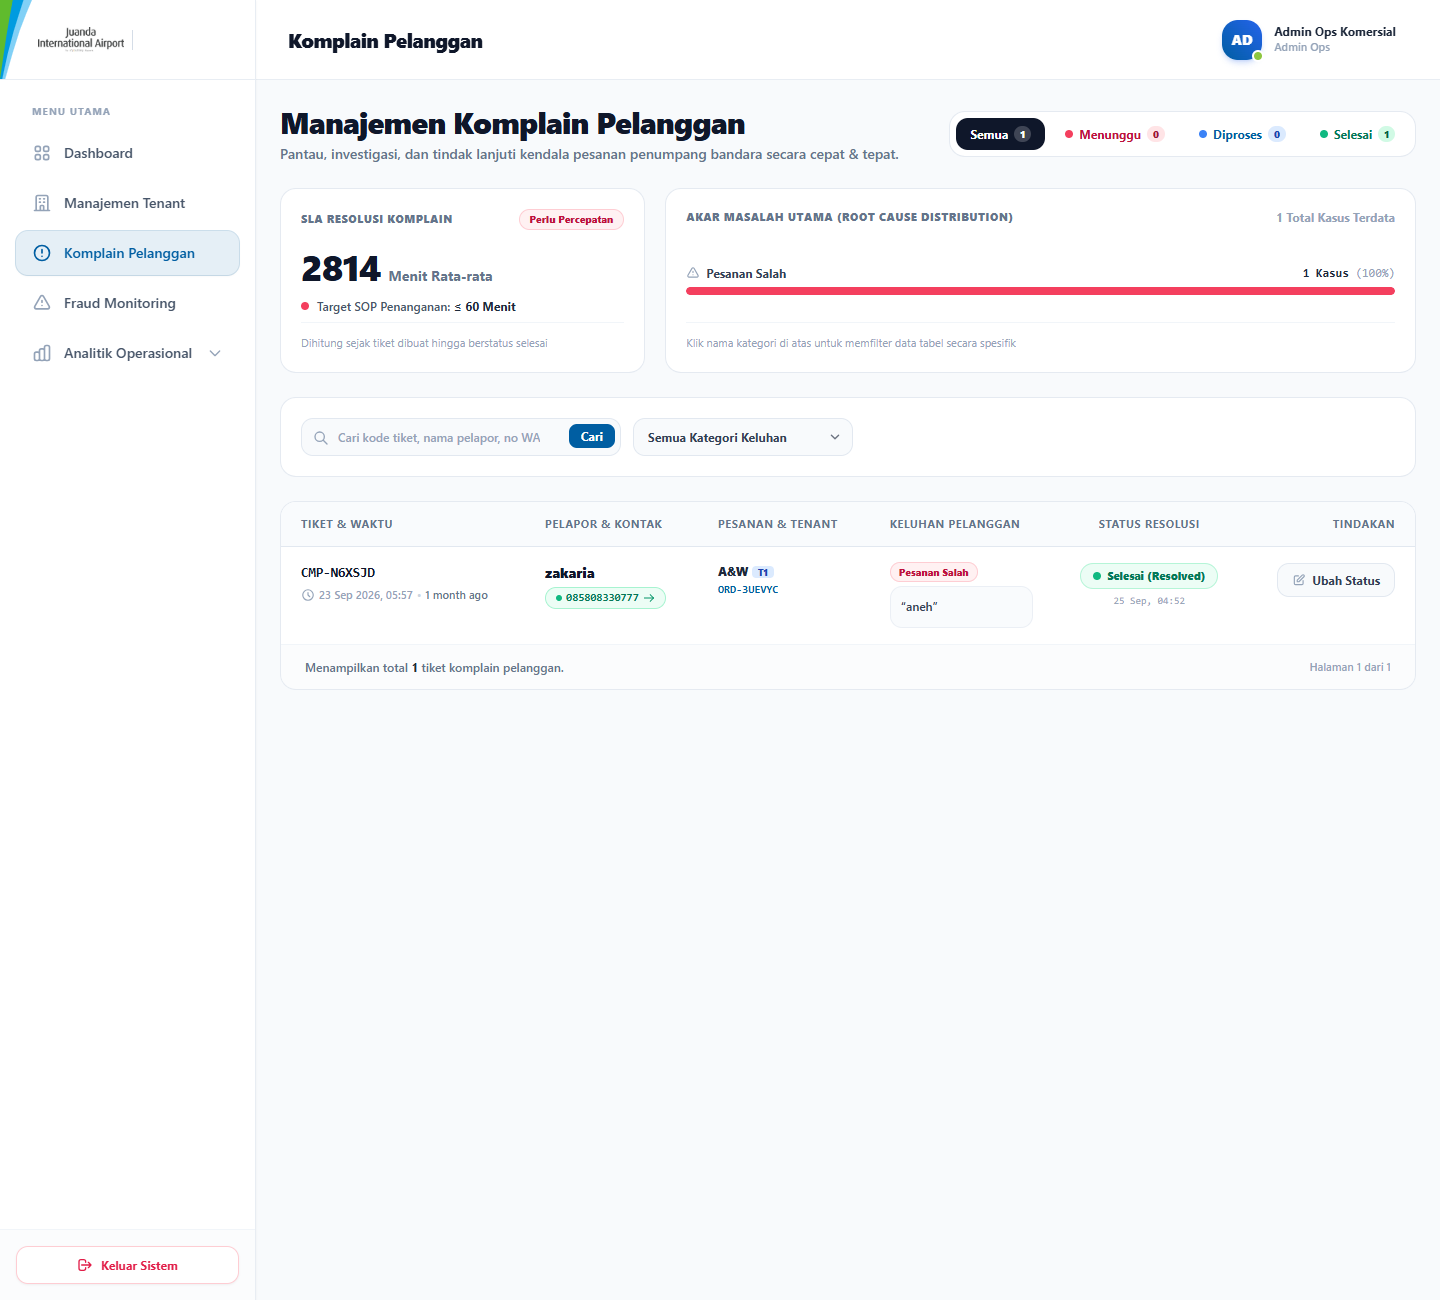 Juanda
International Airport
Komplain Pelanggan
AD
Admin Ops Komersial
Admin Ops
MENU UTAMA
Dashboard
Manajemen Tenant
Komplain Pelanggan
Fraud Monitoring
Analitik Operasional
Keluar Sistem
Manajemen Komplain Pelanggan
Pantau, investigasi, dan tindak lanjuti kendala pesanan penumpang bandara secara cepat & tepat.
Semua 1 Menunggu 0 Diproses 0 Selesai 1
SLA RESOLUSI KOMPLAIN Perlu Percepatan
2814 Menit Rata-rata
Target SOP Penanganan: ≤ 60 Menit
Dihitung sejak tiket dibuat hingga berstatus selesai
AKAR MASALAH UTAMA (ROOT CAUSE DISTRIBUTION) 1 Total Kasus Terdata
Pesanan Salah 1 Kasus (100%)
Klik nama kategori di atas untuk memfilter data tabel secara spesifik
Cari kode tiket, nama pelapor, no WA Cari Semua Kategori Keluhan
TIKET & WAKTU PELAPOR & KONTAK PESANAN & TENANT KELUHAN PELANGGAN STATUS RESOLUSI TINDAKAN
CMP-N6XSJD
23 Sep 2026, 05:57 • 1 month ago
zakaria
085808330777 →
A&W T1
ORD-3UEVYC
Pesanan Salah
“aneh”
Selesai (Resolved)
25 Sep, 04:52
Ubah Status
Menampilkan total 1 tiket komplain pelanggan. Halaman 1 dari 1